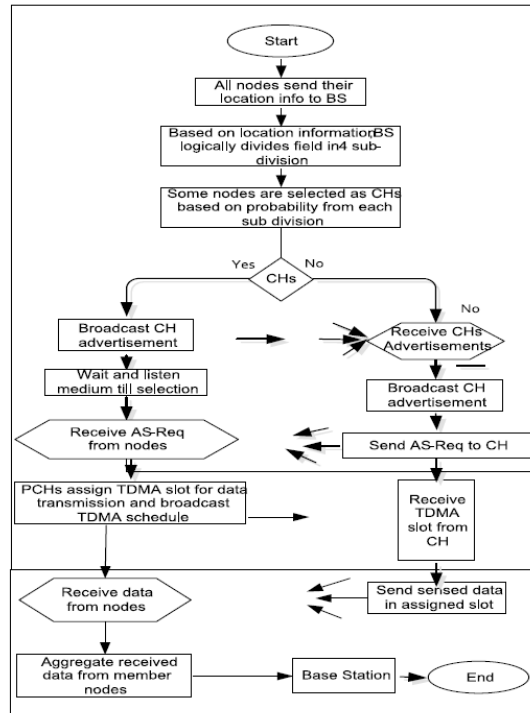 Start
All nodes send their
location info to BS
Based on location information,BS
logically divides field in4 sub-
division
Some nodes are selected as CHs
based on probability from each
sub division
Yes
No
CHs
No
Broadcast CH
advertisement
Receive CHs
Advertisements
Wait and listen
medium till selection
Broadcast CH
advertisement
Receive AS-Req
from nodes
Send AS-Req to CH
PCHs assign TDMA slot for data
transmission and broadcast
TDMA schedule
Receive
TDMA
slot from
CH
Receive data
from nodes
Send sensed data
in assigned slot
Aggregate received
data from member
nodes
Base Station
End